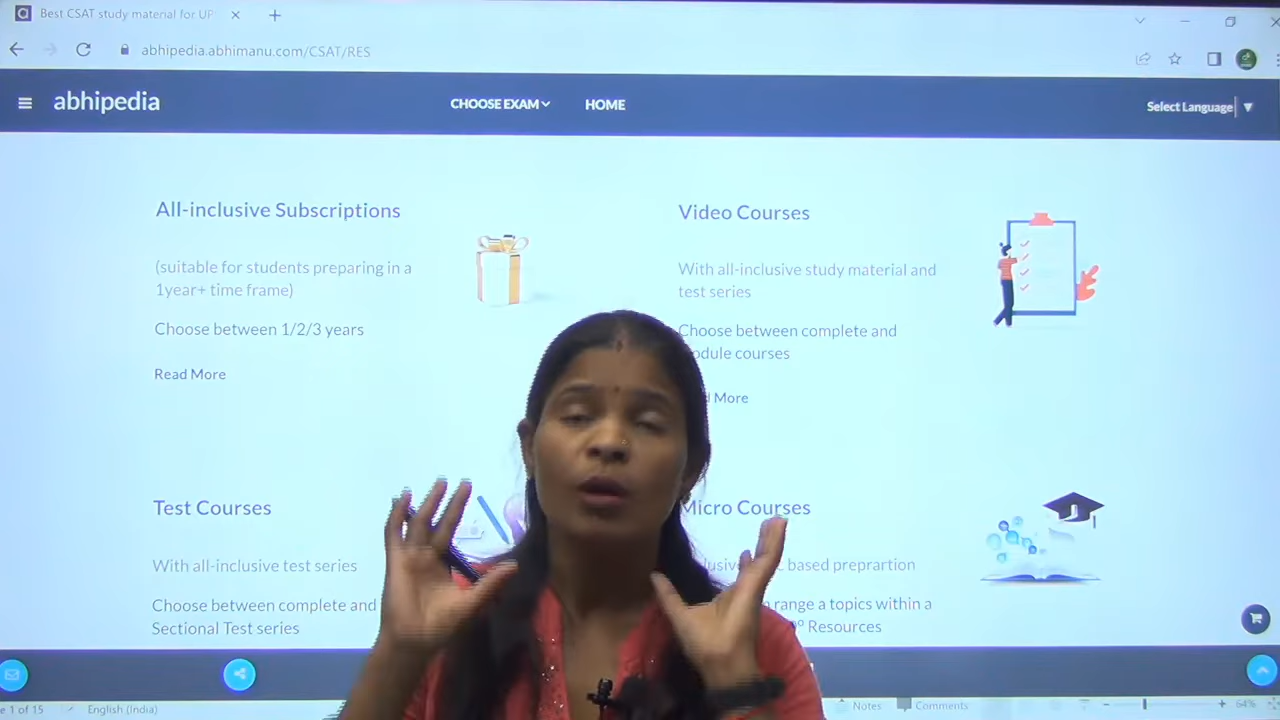 Best CSAT study material for UP
abhipedia.abhimanu.com/CSAT/RES
abhipedia
CHOOSE EXAM
HOME
Select Language
All-inclusive Subscriptions
(suitable for students preparing in a
1year+ time frame)
Choose between 1/2/3 years
Read More
Video Courses
With all-inclusive study material and
test series
Choose between complete and
courses
More
Test Courses
With all-inclusive test series
Choose between complete and
Sectional Test series
Micro Courses
based preprartion
range a topics within a
Resources
1 of 15
English (India)
Notes
Comments
64%